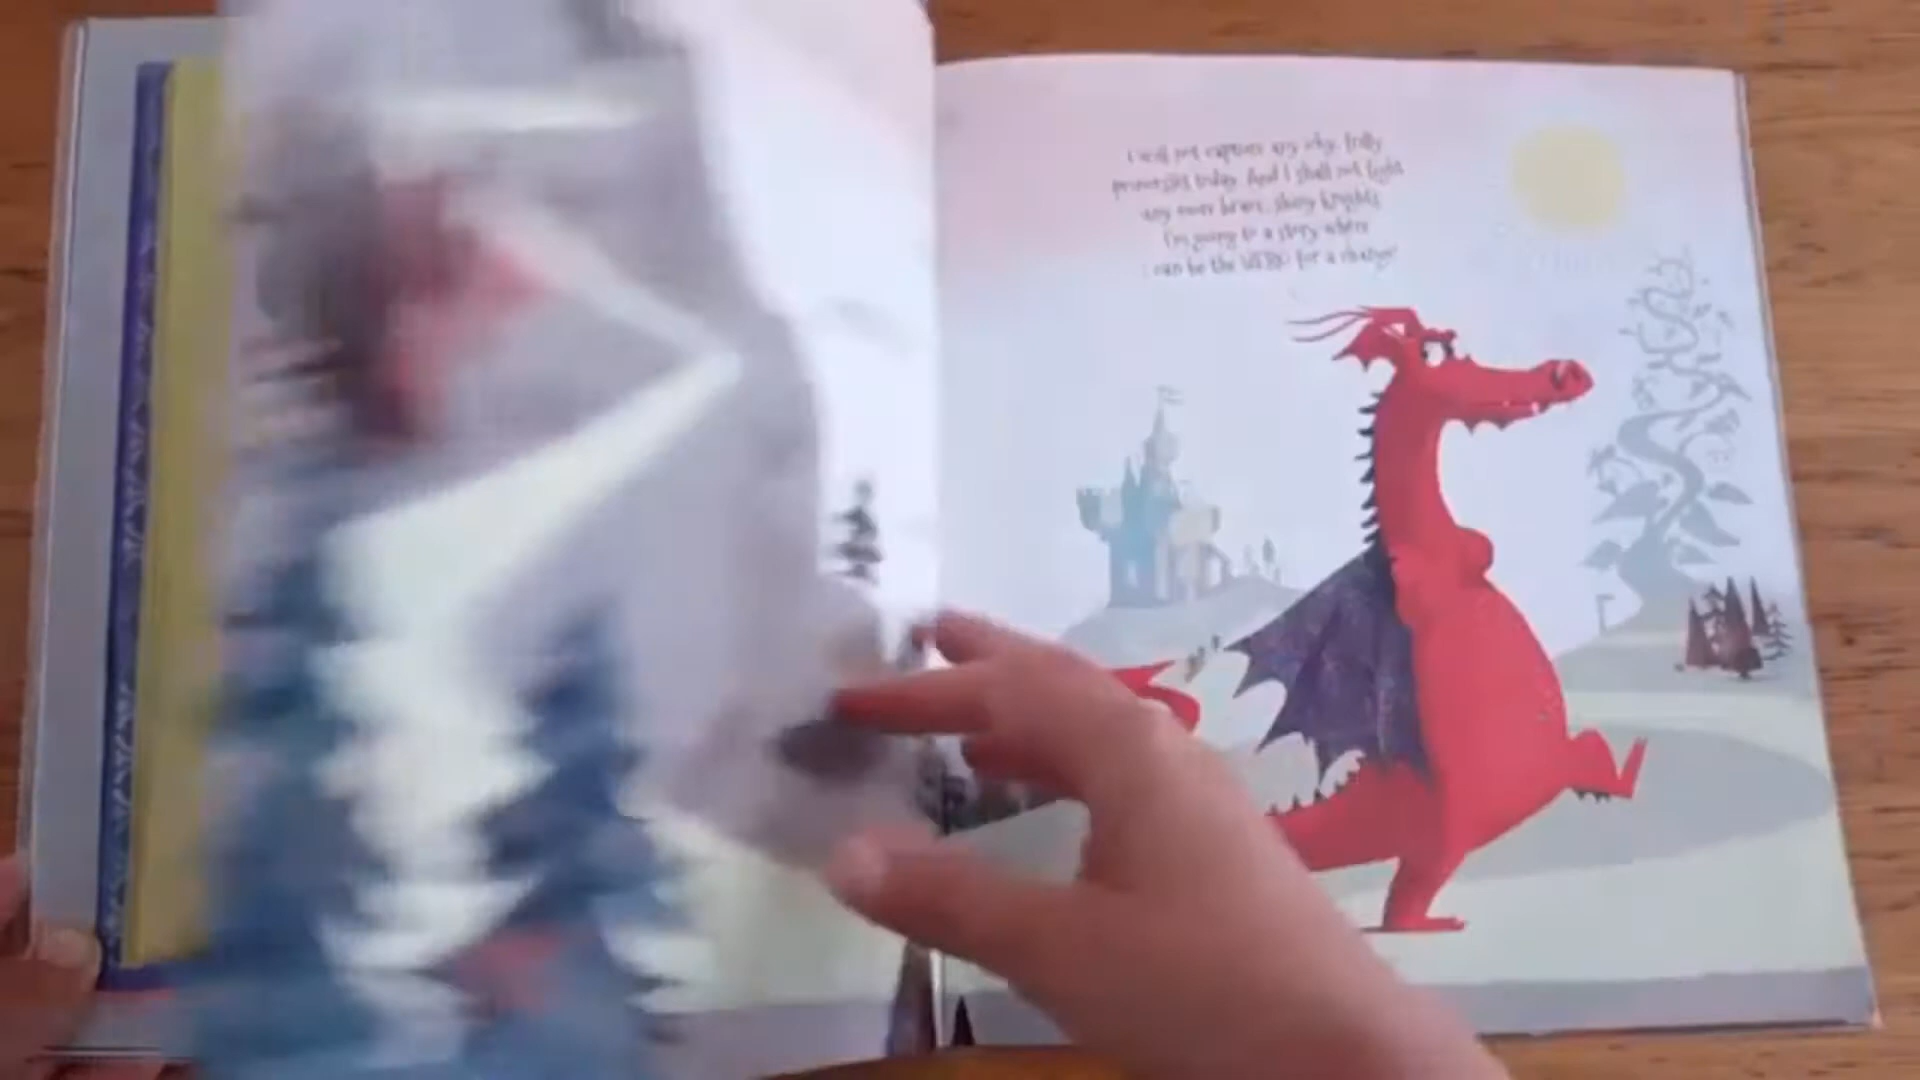 I will not capture any why, frilly
princesses today. And I shall not fight
any more brave, shiny knights.
I'm going to a story where
I can be the HERO for a change!